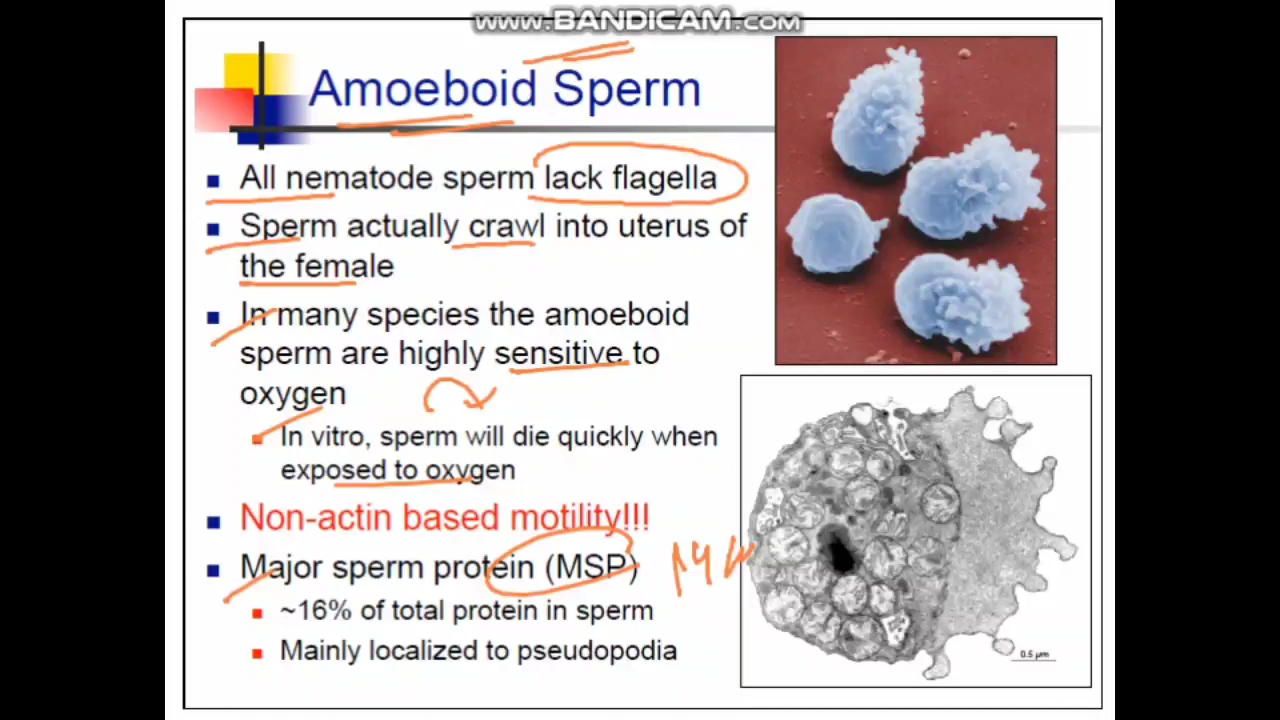 www.BANDICAM.com
Amoeboid Sperm
All nematode sperm lack flagella
Sperm actually crawl into uterus of
the female
In many species the amoeboid
sperm are highly sensitive to
oxygen
In vitro, sperm will die quickly when
exposed to oxygen
Non-actin based motility!!!
Major sperm protein (MSP)
~16% of total protein in sperm
Mainly localized to pseudopodia
0.5 µm